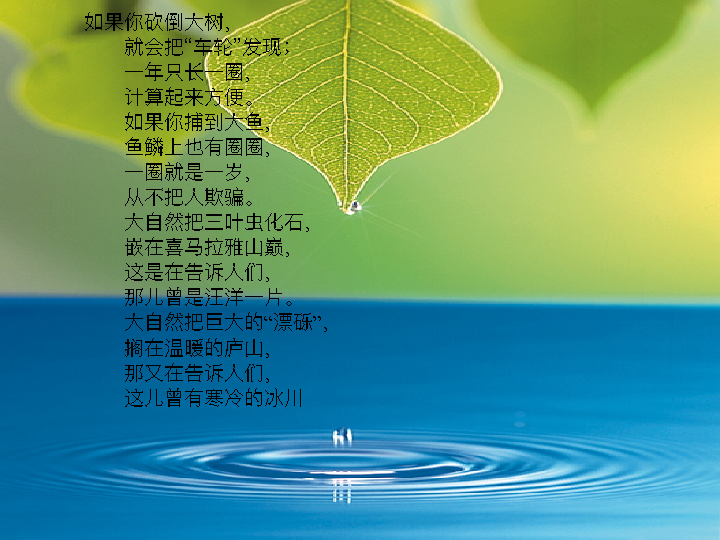 如果你砍倒大树,
就会把“车轮”发现；
一年只长一圈,
计算起来方便。
如果你捕到大鱼,
鱼鳞上也有圈圈,
一圈就是一岁,
从不把人欺骗。
大自然把三叶虫化石,
嵌在喜马拉雅山巅,
这是在告诉人们,
那儿曾是汪洋一片。
大自然把巨大的“漂砾”,
搁在温暖的庐山,
那又在告诉人们,
这儿曾有寒冷的冰川